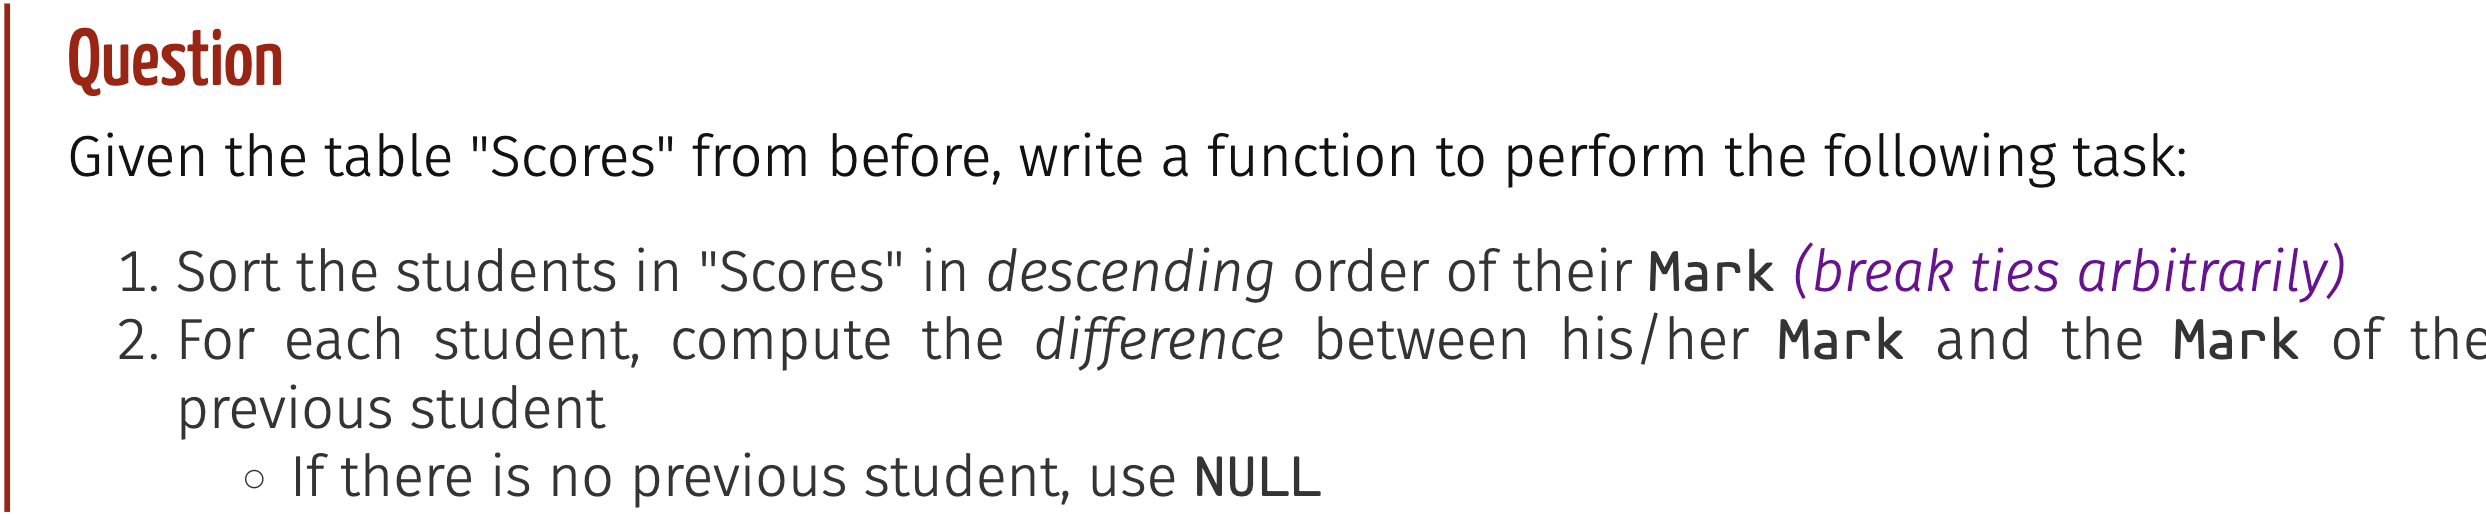 Question
Given the table "Scores" from before, write a function to perform the following task:
1. Sort the students in "Scores" in descending order of their Mark (break ties arbitrarily)
2. For each student, compute the difference between his/her Mark and the Mark of the
previous student
○ If there is no previous student, use NULL